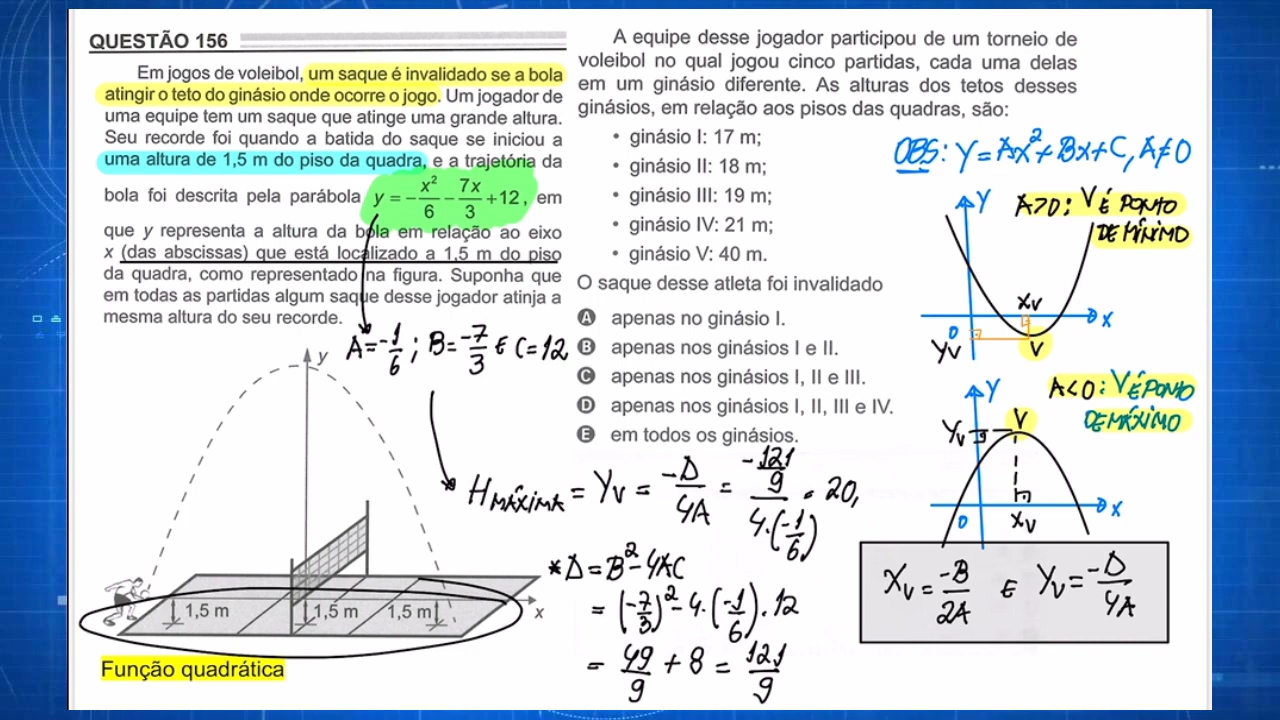 QUESTÃO 156
Em jogos de voleibol, um saque é invalidado se a bola
atingir o teto do ginásio onde ocorre o jogo. Um jogador de
uma equipe tem um saque que atinge uma grande altura.
Seu recorde foi quando a batida do saque se iniciou a
uma altura de 1,5 m do piso da quadra, e a trajetória da
bola foi descrita pela parábola y = -x²/6 - 7x/3 + 12, em
que y representa a altura da bola em relação ao eixo
x (das abscissas) que está localizado a 1,5 m do piso
da quadra, como representado na figura. Suponha que
em todas as partidas algum saque desse jogador atinja a
mesma altura do seu recorde.
A = -1/6 ; B = -7/3 E C = 12
y
1,5 m
1,5 m
1,5 m
x
Função quadrática
A equipe desse jogador participou de um torneio de
voleibol no qual jogou cinco partidas, cada uma delas
em um ginásio diferente. As alturas dos tetos desses
ginásios, em relação aos pisos das quadras, são:
• ginásio I: 17 m;
• ginásio II: 18 m;
• ginásio III: 19 m;
• ginásio IV: 21 m;
• ginásio V: 40 m.
O saque desse atleta foi invalidado
A apenas no ginásio I.
B apenas nos ginásios I e II.
C apenas nos ginásios I, II e III.
D apenas nos ginásios I, II, III e IV.
E em todos os ginásios.
HMÁXIMA = YV = -Δ/4A = (-121/9)/(4.(-1/6)) = 20,
*Δ = B² - 4AC
= (-7/3)² - 4.(-1/6).12
= 49/9 + 8 = 121/9
OBS: Y = Ax² + Bx + C, A ≠ 0
Y
A>0: V É PONTO
DE MÍNIMO
XV
X
0
YV
V
Y
A<0: V É PONTO
DE MÁXIMO
V
YV
X
0
XV
XV = -B/2A E YV = -Δ/4A